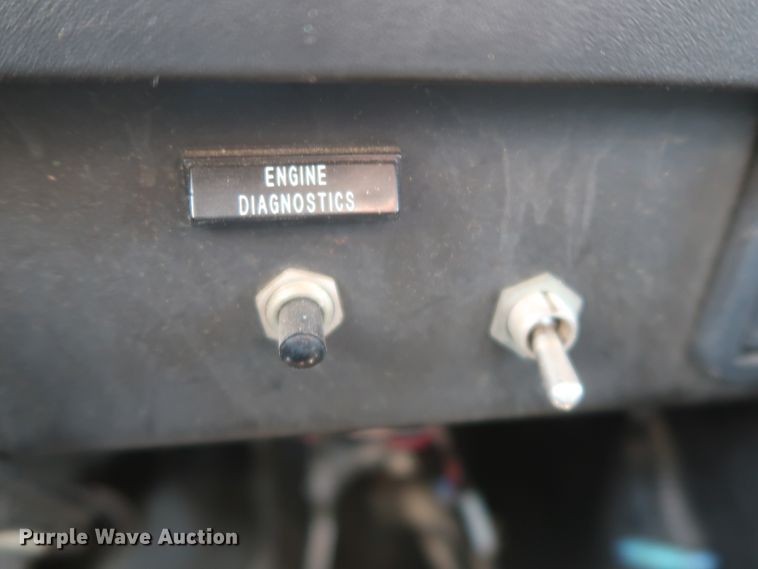 ENGINE
DIAGNOSTICS
Purple Wave Auction